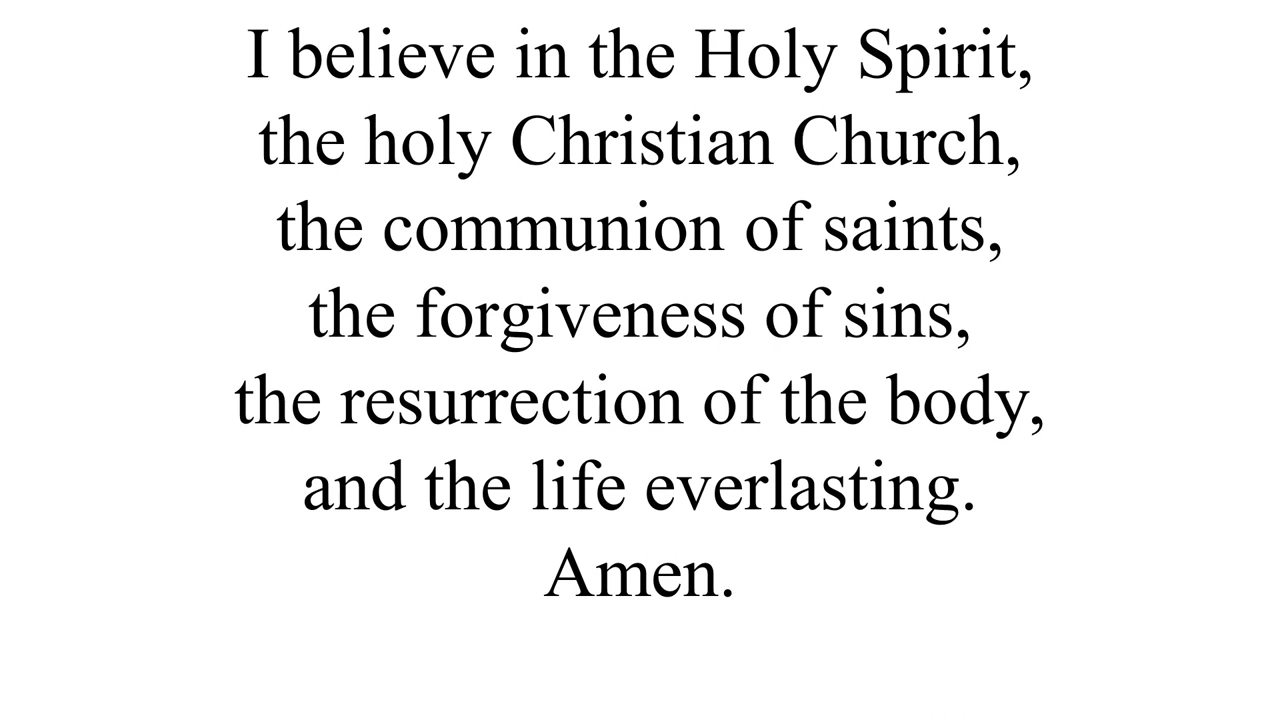 I believe in the Holy Spirit,
the holy Christian Church,
the communion of saints,
the forgiveness of sins,
the resurrection of the body,
and the life everlasting.
Amen.